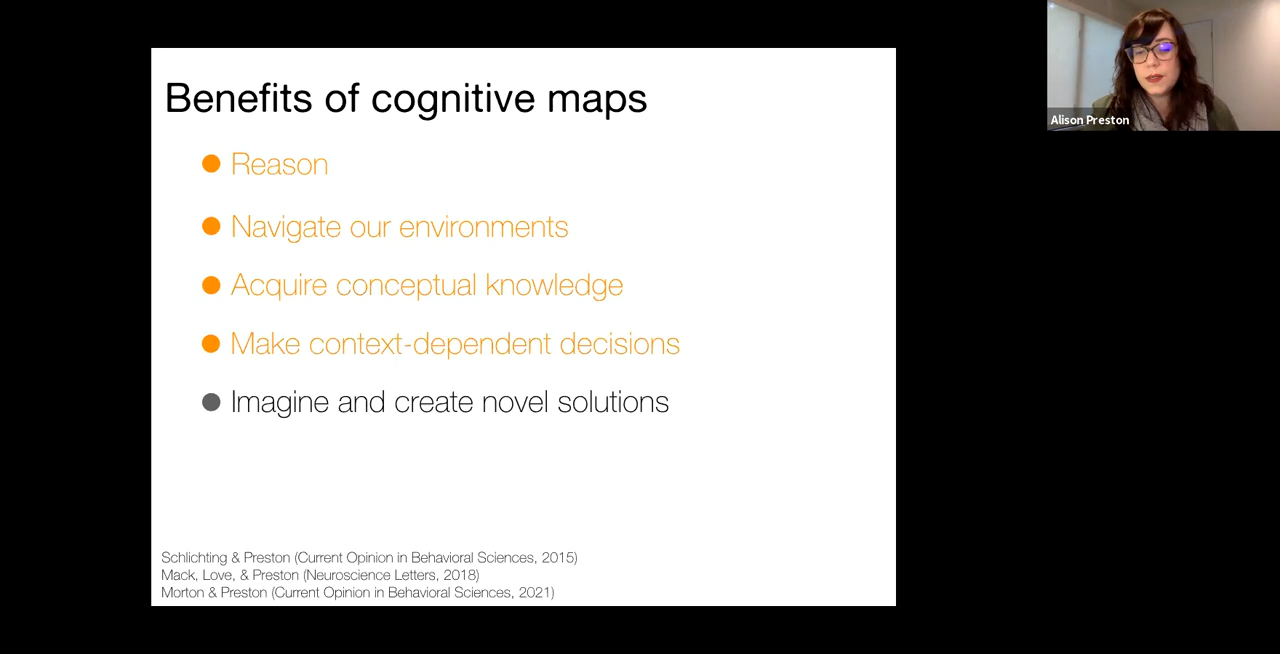 Benefits of cognitive maps
Reason
Navigate our environments
Acquire conceptual knowledge
Make context-dependent decisions
Imagine and create novel solutions
Schlichting & Preston (Current Opinion in Behavioral Sciences, 2015)
Mack, Love, & Preston (Neuroscience Letters, 2018)
Morton & Preston (Current Opinion in Behavioral Sciences, 2021)
Alison Preston